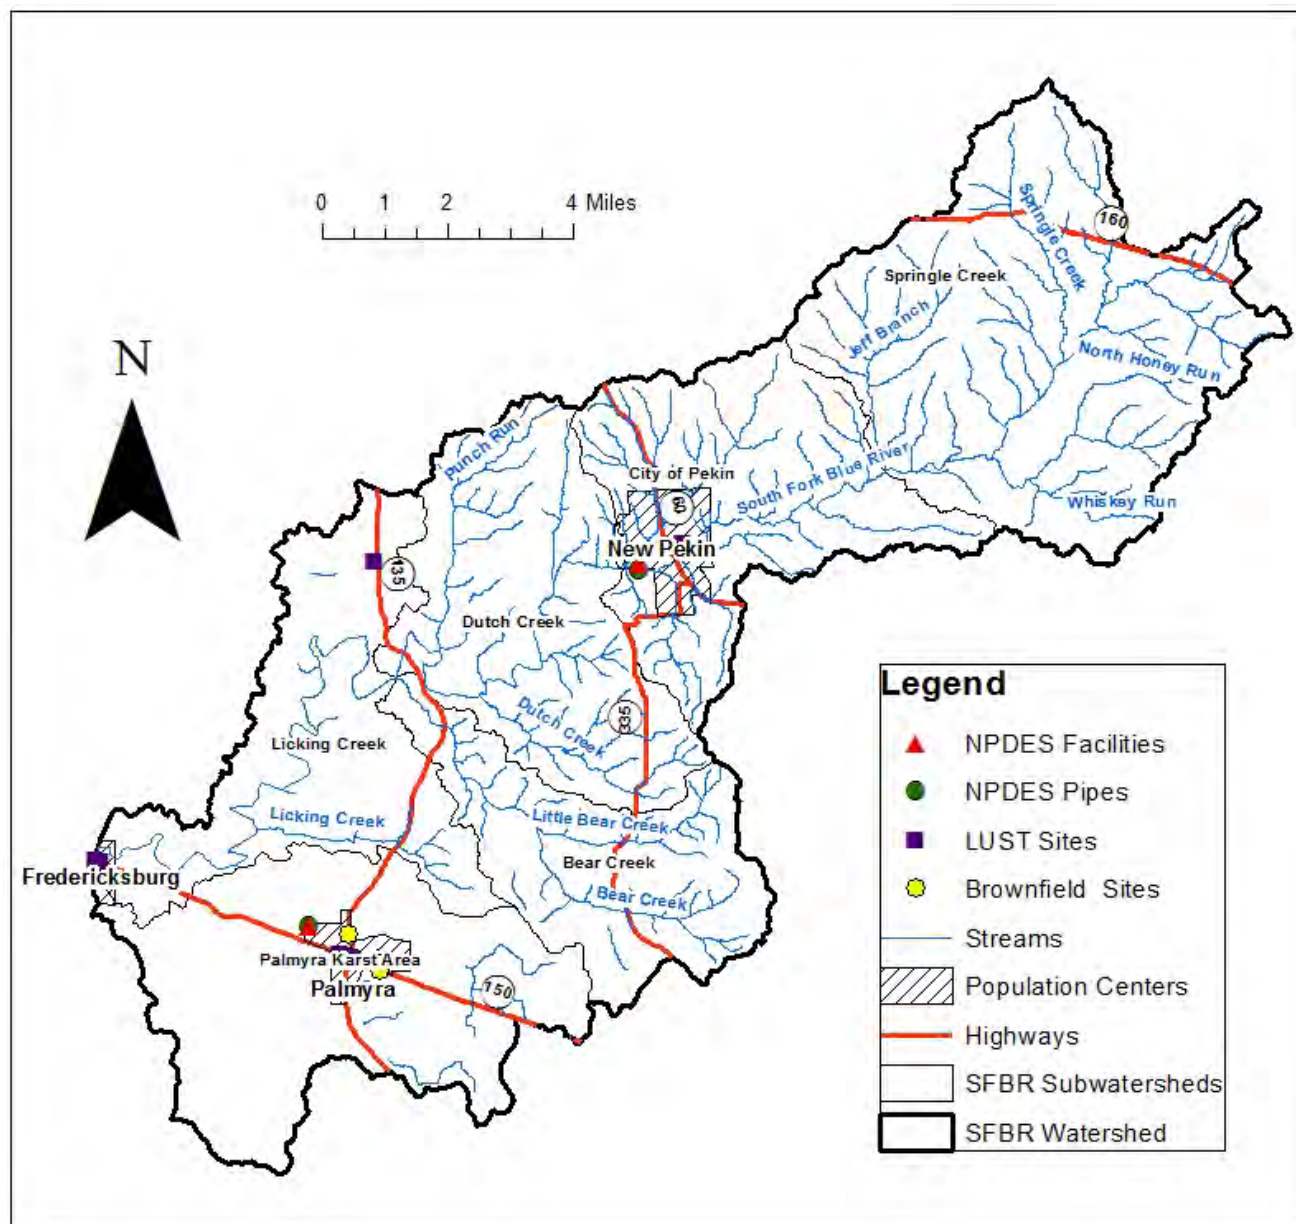 0 1 2 4 Miles
N
Springle Creek
160
Springle Creek
Jeff Branch
North Honey Run
Punch Run
City of Pekin
South Fork Blue River
Whiskey Run
60
New Pekin
135
Dutch Creek
Dutch Creek
335
Licking Creek
Licking Creek
Little Bear Creek
Bear Creek
Bear Creek
Fredericksburg
Palmyra Karst Area
Palmyra
150
Legend
NPDES Facilities
NPDES Pipes
LUST Sites
Brownfield Sites
Streams
Population Centers
Highways
SFBR Subwatersheds
SFBR Watershed